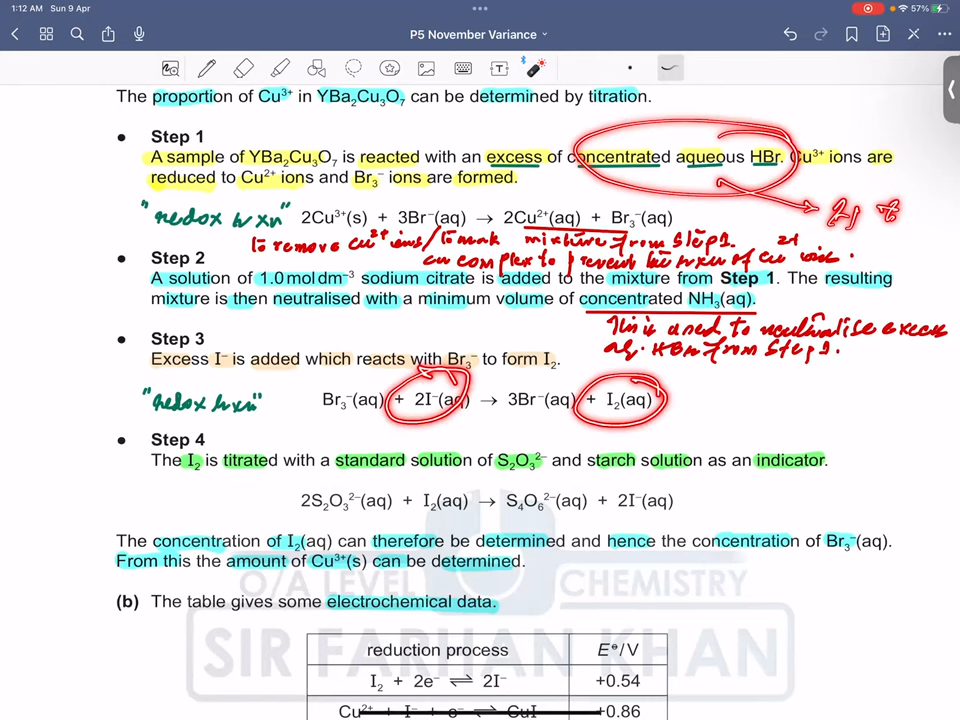 1:12 AM Sun 9 Apr
57%
P5 November Variance
The proportion of Cu³⁺ in YBa₂Cu₃O₇ can be determined by titration.
• Step 1
A sample of YBa₂Cu₃O₇ is reacted with an excess of concentrated aqueous HBr. Cu³⁺ ions are
reduced to Cu²⁺ ions and Br₃⁻ ions are formed.
"redox rxn" 2Cu³⁺(s) + 3Br⁻(aq) → 2Cu²⁺(aq) + Br₃⁻(aq)
To remove Cu²⁺ ions / to make mixture from Step 1.
complex to prevent rxn of Cu²⁺ ions.
• Step 2
A solution of 1.0 mol dm⁻³ sodium citrate is added to the mixture from Step 1. The resulting
mixture is then neutralised with a minimum volume of concentrated NH₃(aq).
This is used to neutralise excess
aq. HBr from Step 1.
• Step 3
Excess I⁻ is added which reacts with Br₃⁻ to form I₂.
"redox rxn" Br₃⁻(aq) + 2I⁻(aq) → 3Br⁻(aq) + I₂(aq)
• Step 4
The I₂ is titrated with a standard solution of S₂O₃²⁻ and starch solution as an indicator.
2S₂O₃²⁻(aq) + I₂(aq) → S₄O₆²⁻(aq) + 2I⁻(aq)
The concentration of I₂(aq) can therefore be determined and hence the concentration of Br₃⁻(aq).
From this the amount of Cu³⁺(s) can be determined.
O/A LEVEL CHEMISTRY
(b) The table gives some electrochemical data.
SIR FARHAN KHAN
reduction process E⦵/V
I₂ + 2e⁻ ⇌ 2I⁻ +0.54
Cu²⁺ + I⁻ + e⁻ ⇌ CuI +0.86